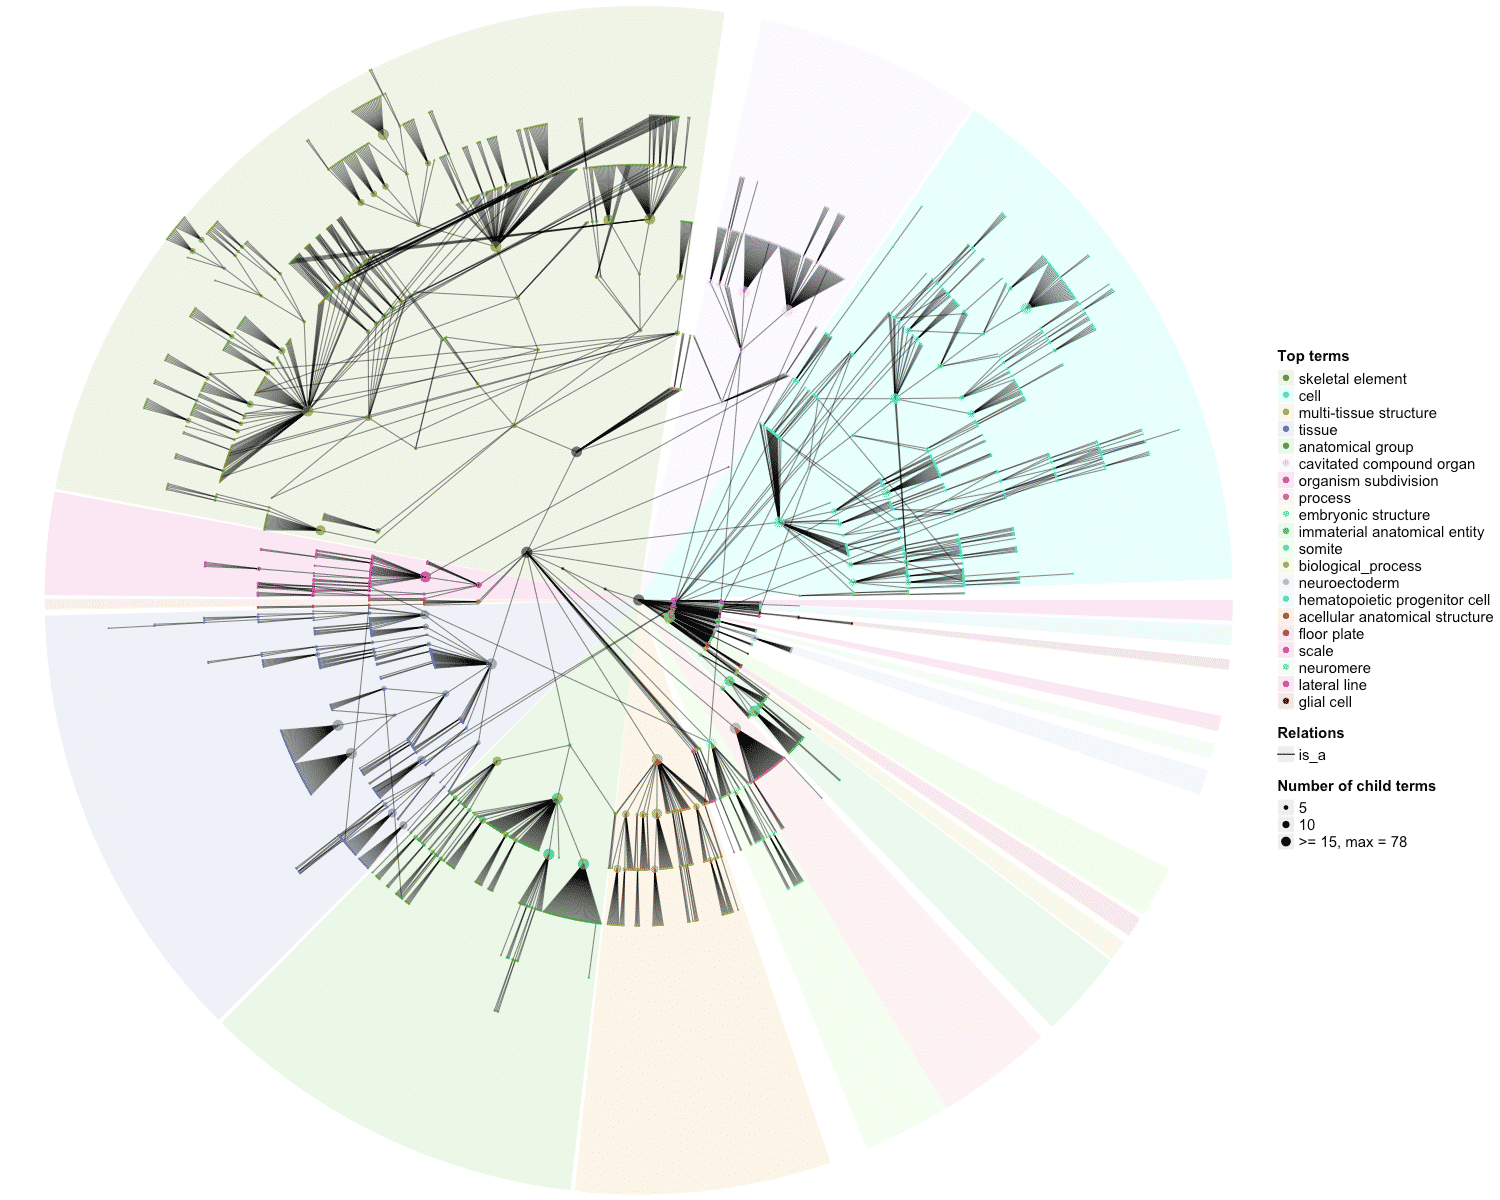 Top terms
skeletal element
cell
multi-tissue structure
tissue
anatomical group
cavitated compound organ
organism subdivision
process
embryonic structure
immaterial anatomical entity
somite
biological_process
neuroectoderm
hematopoietic progenitor cell
acellular anatomical structure
floor plate
scale
neuromere
lateral line
glial cell
Relations
is_a
Number of child terms
5
10
>= 15, max = 78